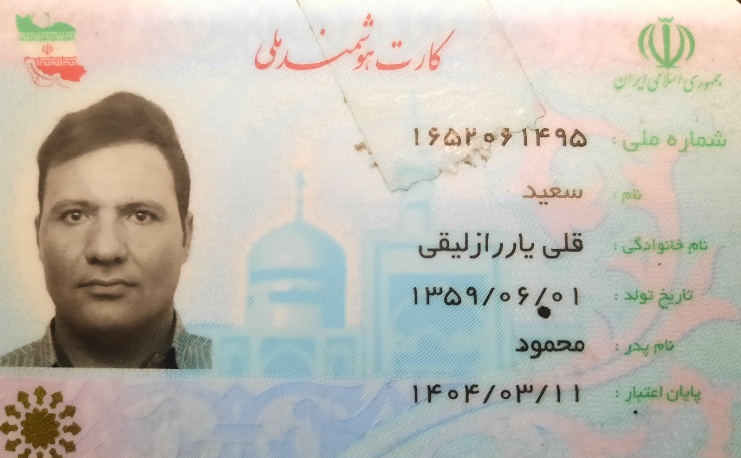 کارت هوشمند ملی
جمهوری اسلامی ایران
شماره ملی : ۱۶۵۲۰۶۱۴۹۵
نام : سعید
نام خانوادگی : قلی یاررازلیقی
تاریخ تولد : ۱۳۵۹/۰۶/۰۱
نام پدر : محمود
پایان اعتبار : ۱۴۰۴/۰۳/۱۱